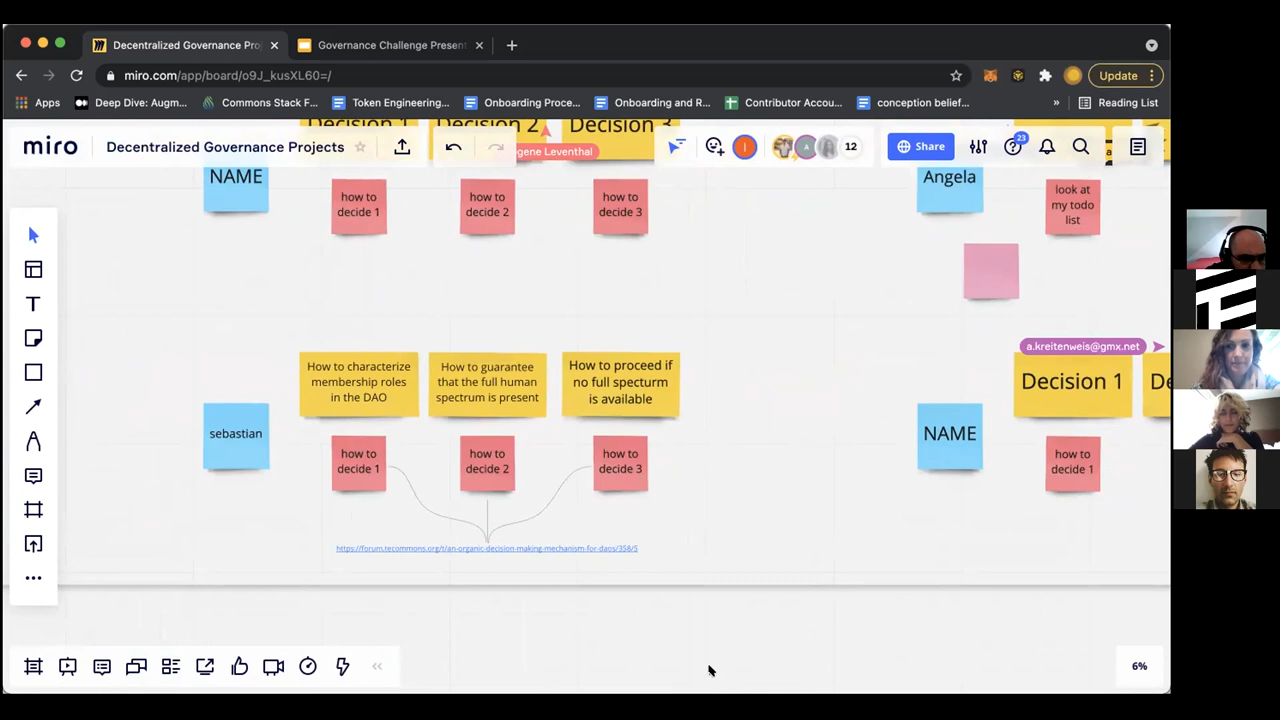 Decentralized Governance Pro
Governance Challenge Present
miro.com/app/board/o9J_kusXL60=/
Update
Apps
Deep Dive: Augm...
Commons Stack F...
Token Engineering...
Onboarding Proce...
Onboarding and R...
Contributor Accou...
conception belief...
»
Reading List
Decision 1
Decision 2
Decision 3
miro
Decentralized Governance Projects
gene Leventhal
A
12
Share
23
NAME
how to
decide 1
how to
decide 2
how to
decide 3
Angela
look at
my todo
list
a.kreitenweis@gmx.net
How to characterize
membership roles
in the DAO
How to guarantee
that the full human
spectrum is present
How to proceed if
no full specturm
is available
Decision 1
De
sebastian
how to
decide 1
how to
decide 2
how to
decide 3
NAME
how to
decide 1
https://forum.tecommons.org/t/an-organic-decision-making-mechanism-for-daos/358/5
6%